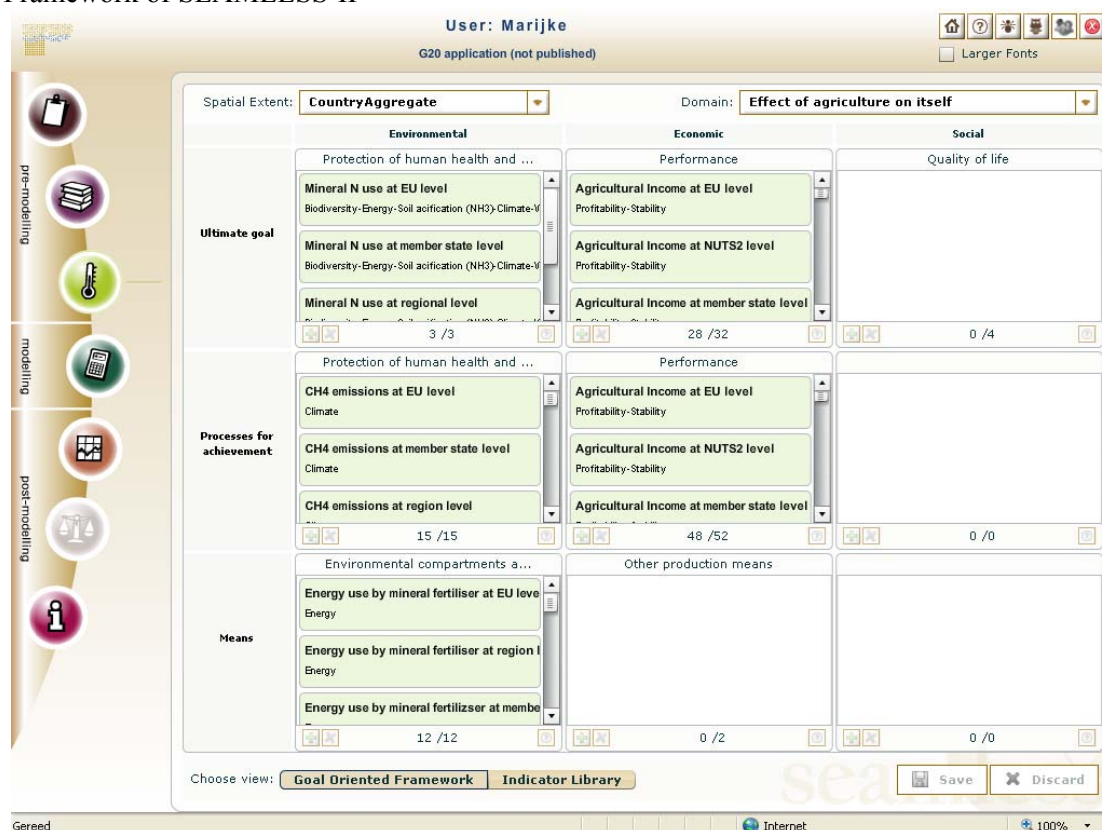 Framework of SEAMLESS-IF
User: Marijke
G20 application (not published)
Larger Fonts
Spatial Extent: CountryAggregate
Domain: Effect of agriculture on itself
Environmental
Economic
Social
pre-modelling
modelling
post-modelling
Ultimate goal
Protection of human health and ...
Mineral N use at EU level
Biodiversity-Energy-Soil acification (NH3)-Climate-W
Mineral N use at member state level
Biodiversity-Energy-Soil acification (NH3)-Climate-W
Mineral N use at regional level
3 /3
Performance
Agricultural Income at EU level
Profitability-Stability
Agricultural Income at NUTS2 level
Profitability-Stability
Agricultural Income at member state level
28 /32
Quality of life
0 /4
Processes for
achievement
Protection of human health and ...
CH4 emissions at EU level
Climate
CH4 emissions at member state level
Climate
CH4 emissions at region level
15 /15
Performance
Agricultural Income at EU level
Profitability-Stability
Agricultural Income at NUTS2 level
Profitability-Stability
Agricultural Income at member state level
48 /52
0 /0
Means
Environmental compartments a...
Energy use by mineral fertiliser at EU leve
Energy
Energy use by mineral fertiliser at region l
Energy
Energy use by mineral fertilizser at membe
12 /12
Other production means
0 /2
0 /0
Choose view: Goal Oriented Framework Indicator Library
seamless
Save
Discard
Gereed
Internet
100%